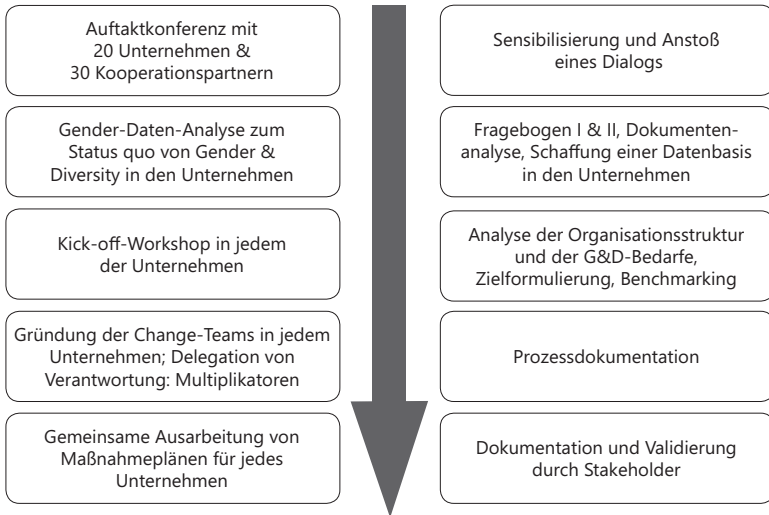 Auftaktkonferenz mit
20 Unternehmen &
30 Kooperationspartnern
Sensibilisierung und Anstoß
eines Dialogs
Gender-Daten-Analyse zum
Status quo von Gender &
Diversity in den Unternehmen
Fragebogen I & II, Dokumenten-
analyse, Schaffung einer Datenbasis
in den Unternehmen
Kick-off-Workshop in jedem
der Unternehmen
Analyse der Organisationsstruktur
und der G&D-Bedarfe,
Zielformulierung, Benchmarking
Gründung der Change-Teams in jedem
Unternehmen; Delegation von
Verantwortung: Multiplikatoren
Prozessdokumentation
Gemeinsame Ausarbeitung von
Maßnahmeplänen für jedes
Unternehmen
Dokumentation und Validierung
durch Stakeholder